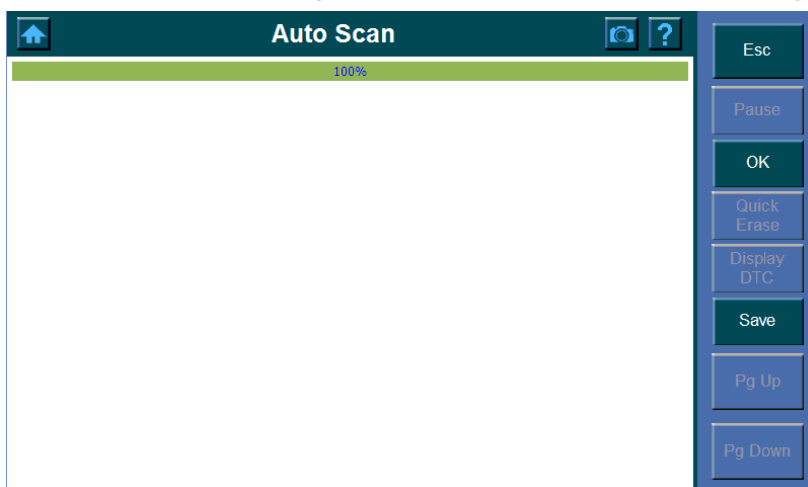 Auto Scan
?
100%
Esc
Pause
OK
Quick
Erase
Display
DTC
Save
Pg Up
Pg Down